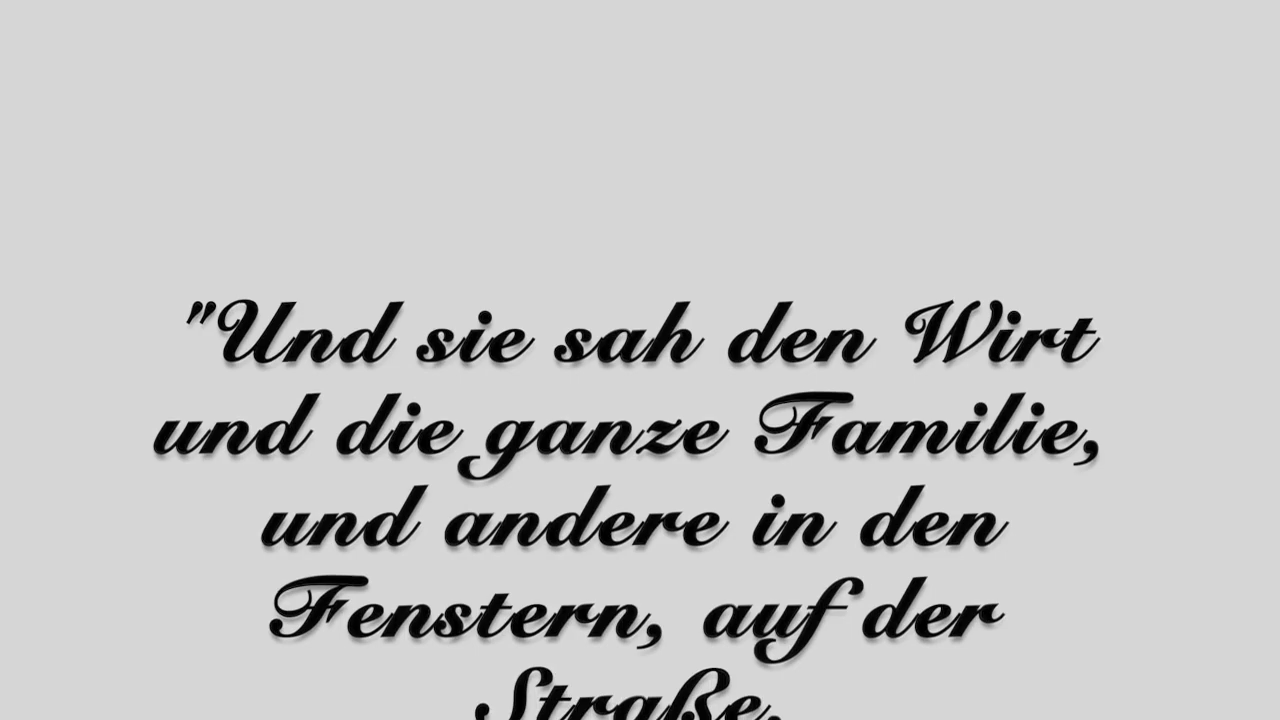 "Und sie sah den Wirt
und die ganze Familie,
und andere in den
Fenstern, auf der
Straße.